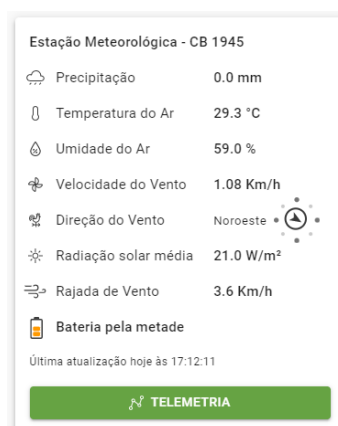 Estação Meteorológica - CB 1945
Precipitação 0.0 mm
Temperatura do Ar 29.3 °C
Umidade do Ar 59.0 %
Velocidade do Vento 1.08 Km/h
Direção do Vento Noroeste
Radiação solar média 21.0 W/m²
Rajada de Vento 3.6 Km/h
Bateria pela metade
Última atualização hoje às 17:12:11
TELEMETRIA